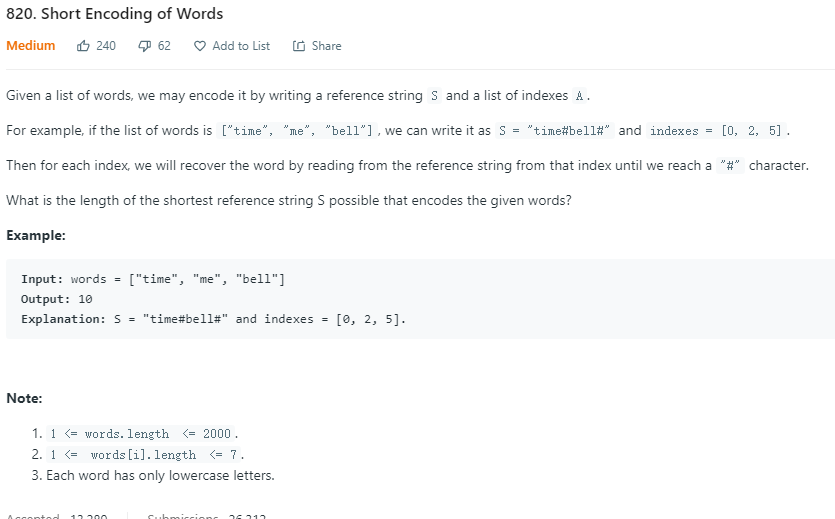 820. Short Encoding of Words
Medium 240 62 Add to List Share
Given a list of words, we may encode it by writing a reference string S and a list of indexes A.
For example, if the list of words is ["time", "me", "bell"], we can write it as S = "time#bell#" and indexes = [0, 2, 5].
Then for each index, we will recover the word by reading from the reference string from that index until we reach a "#" character.
What is the length of the shortest reference string S possible that encodes the given words?
Example:
Input: words = ["time", "me", "bell"]
Output: 10
Explanation: S = "time#bell#" and indexes = [0, 2, 5].
Note:
1. 1 <= words.length <= 2000.
2. 1 <= words[i].length <= 7.
3. Each word has only lowercase letters.
Accepted Submissions